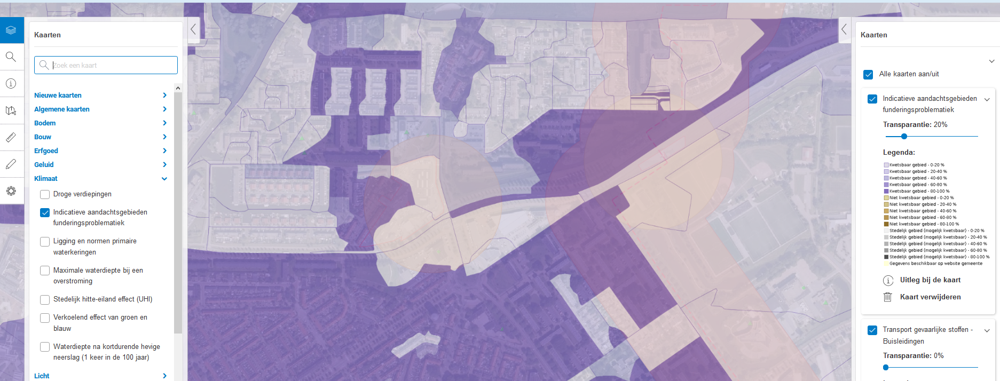 Kaarten
Zoek een kaart
Nieuwe kaarten
Algemene kaarten
Bodem
Bouw
Erfgoed
Geluid
Klimaat
Droge verdiepingen
Indicatieve aandachtsgebieden
funderingsproblematiek
Ligging en normen primaire
waterkeringen
Maximale waterdiepte bij een
overstroming
Stedelijk hitte-eiland effect (UHI)
Verkoelend effect van groen en
blauw
Waterdiepte na kortdurende hevige
neerslag (1 keer in de 100 jaar)
Licht
Kaarten
Alle kaarten aan/uit
Indicatieve aandachtsgebieden
funderingsproblematiek
Transparantie: 20%
Legenda:
Kwetsbaar gebied - 0-20 %
Kwetsbaar gebied - 20-40 %
Kwetsbaar gebied - 40-60 %
Kwetsbaar gebied - 60-80 %
Kwetsbaar gebied - 80-100 %
Niet kwetsbaar gebied - 0-20 %
Niet kwetsbaar gebied - 20-40 %
Niet kwetsbaar gebied - 40-60 %
Niet kwetsbaar gebied - 60-80 %
Niet kwetsbaar gebied - 80-100 %
Stedelijk gebied (mogelijk kwetsbaar) - 0-20 %
Stedelijk gebied (mogelijk kwetsbaar) - 20-40 %
Stedelijk gebied (mogelijk kwetsbaar) - 40-60 %
Stedelijk gebied (mogelijk kwetsbaar) - 60-80 %
Stedelijk gebied (mogelijk kwetsbaar) - 80-100 %
Gegevens beschikbaar op website gemeente
Uitleg bij de kaart
Kaart verwijderen
Transport gevaarlijke stoffen -
Buisleidingen
Transparantie: 0%